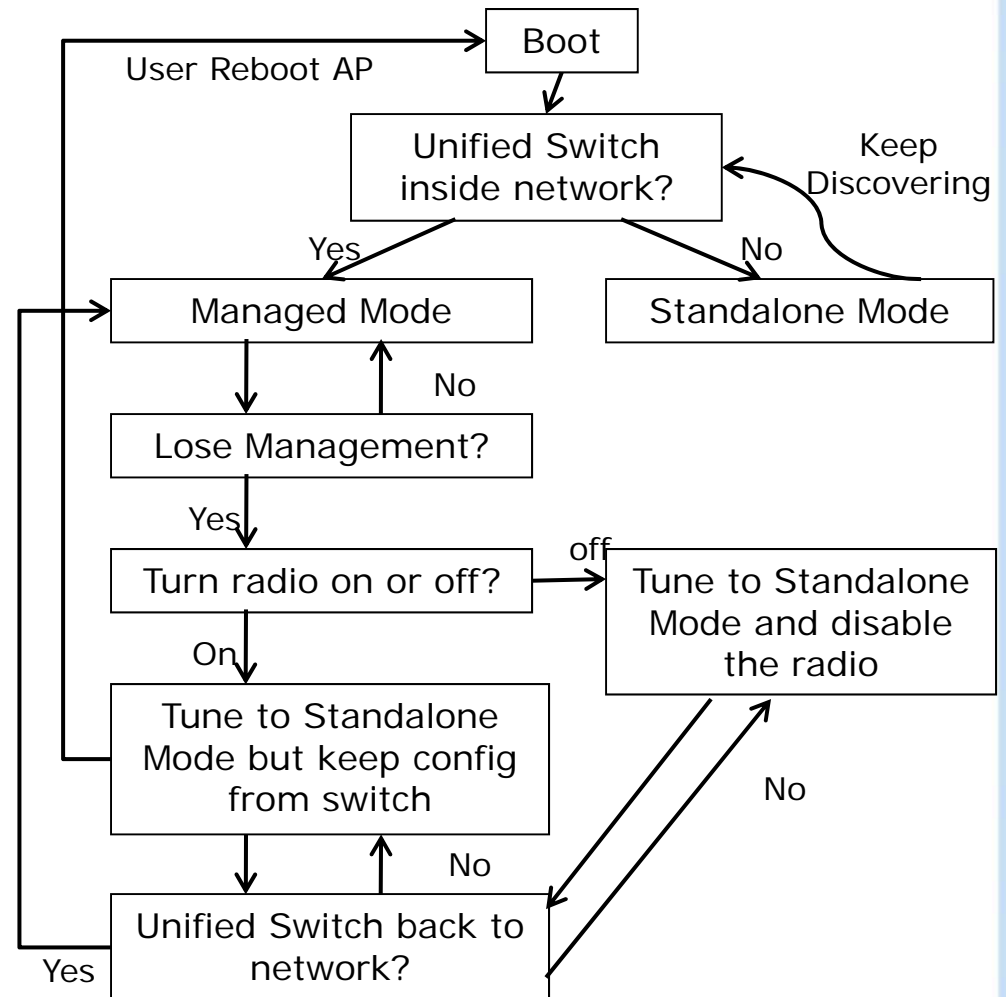 Boot
User Reboot AP
Unified Switch
inside network?
Keep
Discovering
Yes
No
Managed Mode
Standalone Mode
No
Lose Management?
Yes
Turn radio on or off?
off
Tune to Standalone
Mode and disable
the radio
On
Tune to Standalone
Mode but keep config
from switch
No
No
Unified Switch back to
network?
Yes